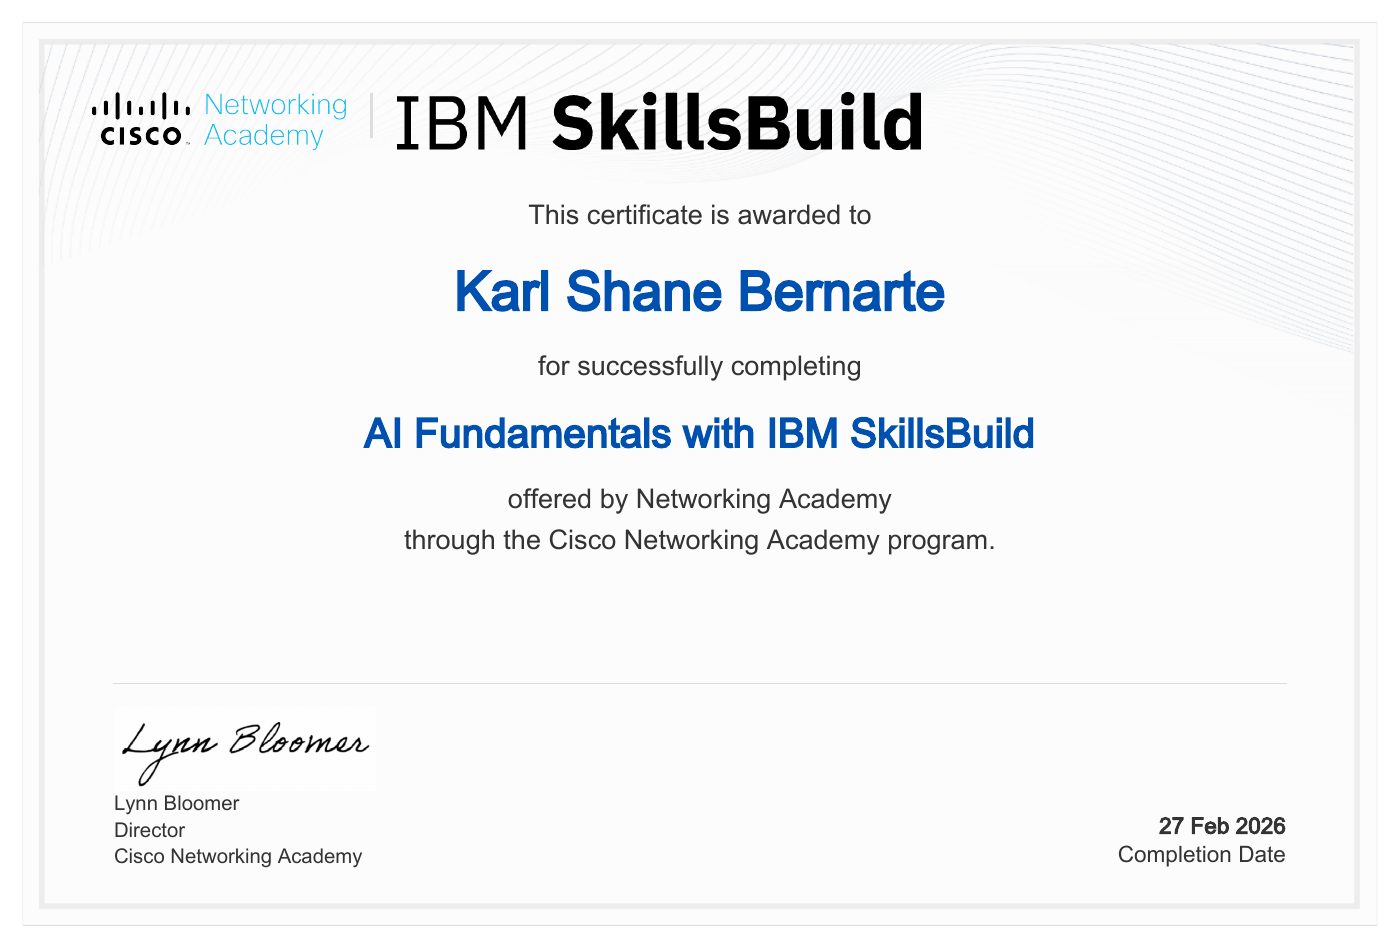 CISCO Networking Academy
IBM SkillsBuild
This certificate is awarded to
Karl Shane Bernarte
for successfully completing
AI Fundamentals with IBM SkillsBuild
offered by Networking Academy
through the Cisco Networking Academy program.
Lynn Bloomer
Lynn Bloomer
Director
Cisco Networking Academy
27 Feb 2026
Completion Date